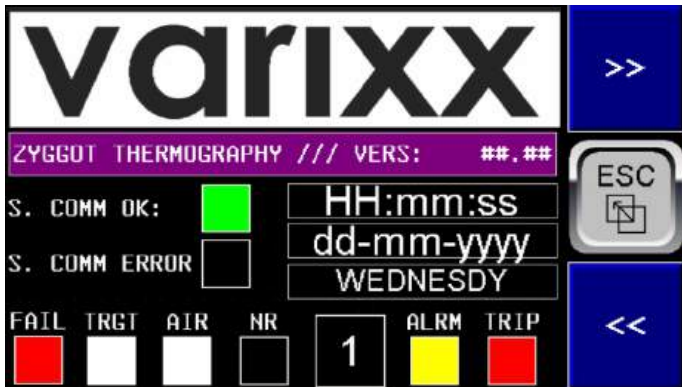 varixx
>>
ZYGGOT THERMOGRAPHY /// VERS: ##.##
ESC
S. COMM OK:
HH:mm:ss
dd-mm-yyyy
S. COMM ERROR
WEDNESDY
FAIL TRGT AIR NR 1 ALRM TRIP
<<